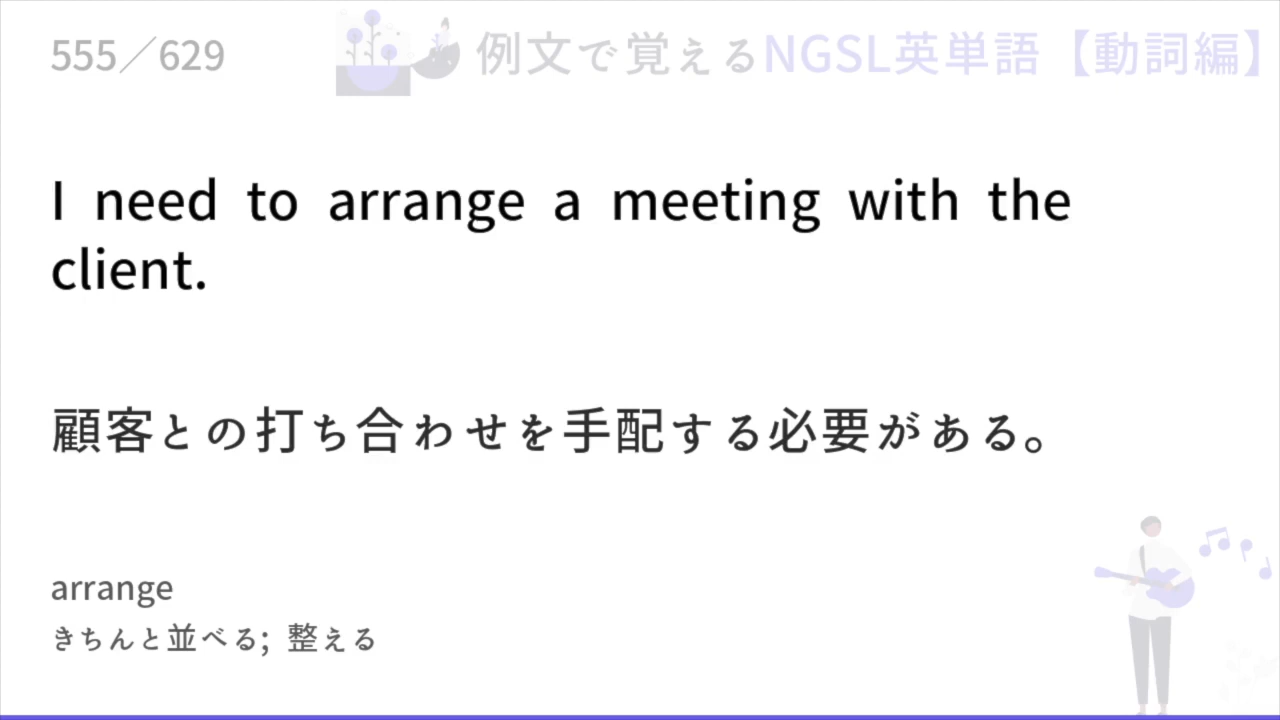 555／629
例文で覚えるNGSL英単語【動詞編】
I need to arrange a meeting with the
client.
顧客との打ち合わせを手配する必要がある。
arrange
きちんと並べる; 整える